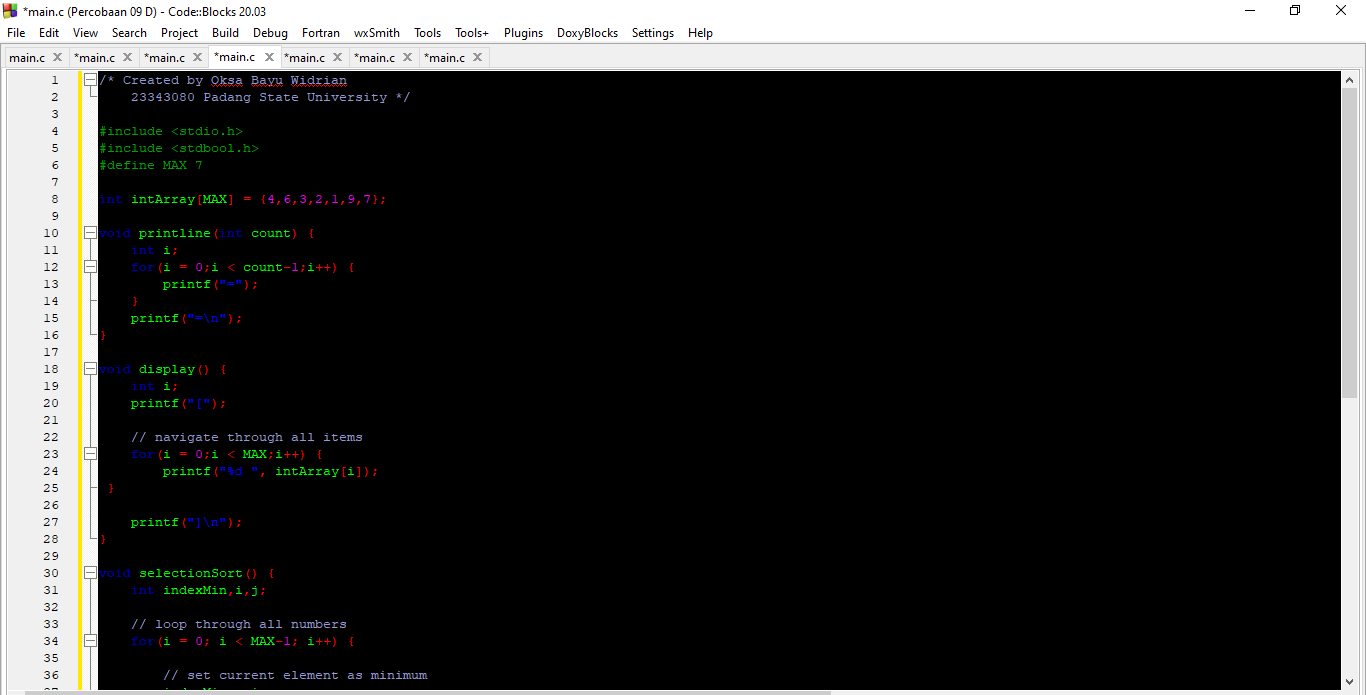 *main.c (Percobaan 09 D) - Code::Blocks 20.03
File Edit View Search Project Build Debug Fortran wxSmith Tools Tools+ Plugins DoxyBlocks Settings Help
main.c *main.c *main.c *main.c *main.c *main.c *main.c
1 /* Created by Oksa Bayu Widrian
2 23343080 Padang State University */
3
4 #include <stdio.h>
5 #include <stdbool.h>
6 #define MAX 7
7
8 int intArray[MAX] = {4,6,3,2,1,9,7};
9
10 void printline(int count) {
11 int i;
12 for(i = 0;i < count-1;i++) {
13 printf("=");
14 }
15 printf("=\n");
16 }
17
18 void display() {
19 int i;
20 printf("[");
21
22 // navigate through all items
23 for(i = 0;i < MAX;i++) {
24 printf("%d ", intArray[i]);
25 }
26
27 printf("]\n");
28 }
29
30 void selectionSort() {
31 int indexMin,i,j;
32
33 // loop through all numbers
34 for(i = 0; i < MAX-1; i++) {
35
36 // set current element as minimum